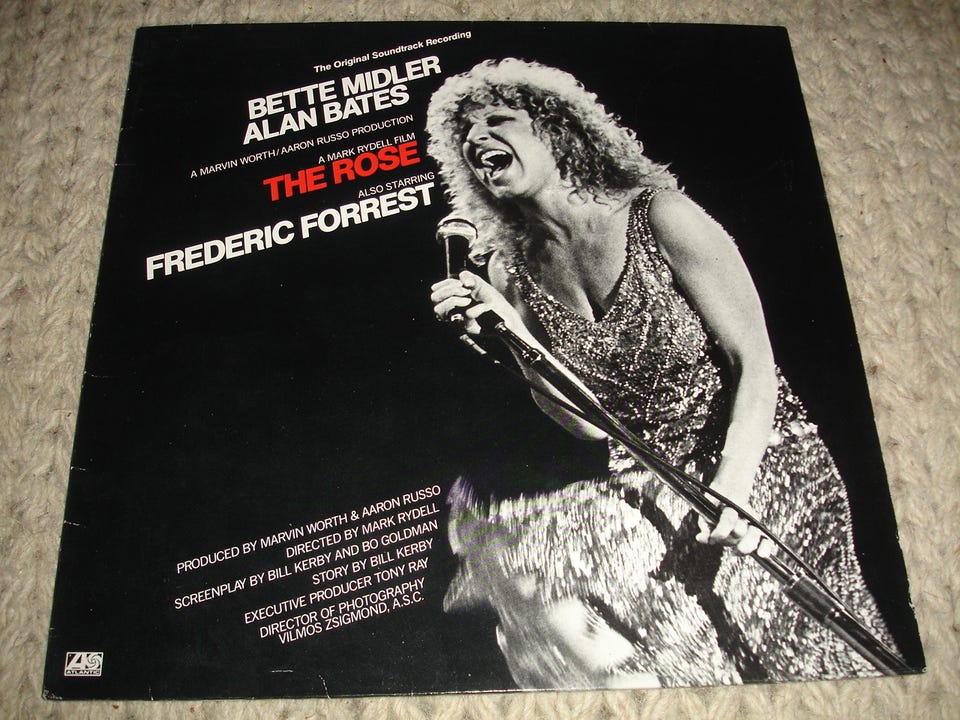 The Original Soundtrack Recording
BETTE MIDLER
ALAN BATES
A MARVIN WORTH/AARON RUSSO PRODUCTION
A MARK RYDELL FILM
THE ROSE
ALSO STARRING
FREDERIC FORREST
PRODUCED BY MARVIN WORTH & AARON RUSSO
DIRECTED BY MARK RYDELL
SCREENPLAY BY BILL KERBY AND BO GOLDMAN
STORY BY BILL KERBY
EXECUTIVE PRODUCER TONY RAY
DIRECTOR OF PHOTOGRAPHY
VILMOS ZSIGMOND, A.S.C.
ATLANTIC